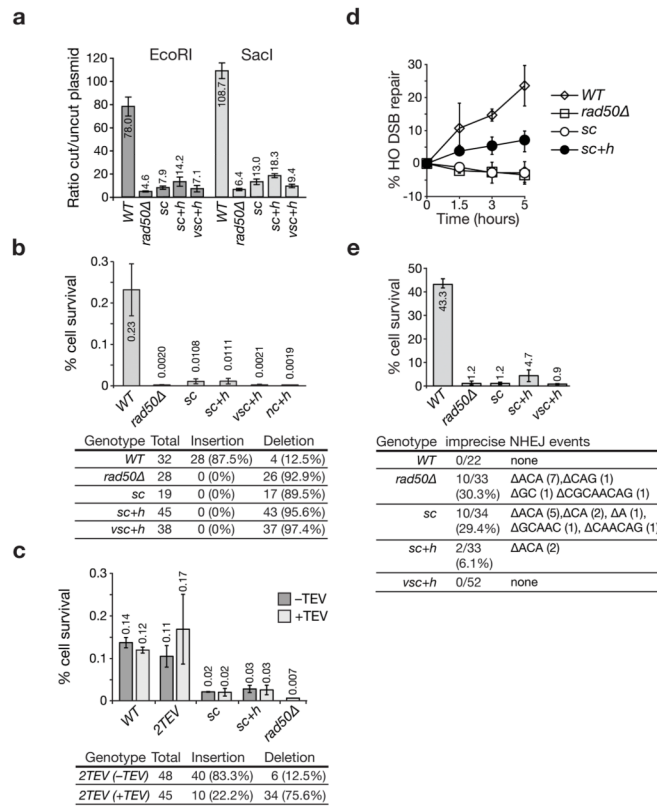 a
EcoRI SacI
Ratio cut/uncut plasmid
120
100
80
60
40
20
0
78.0
4.6
7.9
14.2
7.1
108.7
6.4
13.0
18.3
9.4
WT rad50Δ sc sc+h vsc+h WT rad50Δ sc sc+h vsc+h
b
% cell survival
0.3
0.2
0.1
0
0.23
0.0020
0.0108
0.0111
0.0021
0.0019
WT rad50Δ sc sc+h vsc+h nc+h
Genotype Total Insertion Deletion
WT 32 28 (87.5%) 4 (12.5%)
rad50Δ 28 0 (0%) 26 (92.9%)
sc 19 0 (0%) 17 (89.5%)
sc+h 45 0 (0%) 43 (95.6%)
vsc+h 38 0 (0%) 37 (97.4%)
c
% cell survival
0.3
0.2
0.1
0
–TEV
+TEV
0.14
0.12
0.11
0.17
0.02
0.02
0.03
0.03
0.007
WT 2TEV sc sc+h rad50Δ
Genotype Total Insertion Deletion
2TEV (–TEV) 48 40 (83.3%) 6 (12.5%)
2TEV (+TEV) 45 10 (22.2%) 34 (75.6%)
d
% HO DSB repair
30
20
10
0
-10
0 1.5 3 5
Time (hours)
WT
rad50Δ
sc
sc+h
e
% cell survival
50
40
30
20
10
0
43.3
1.2
1.2
4.7
0.9
WT rad50Δ sc sc+h vsc+h
Genotype imprecise NHEJ events
WT 0/22 none
rad50Δ 10/33 ΔACA (7),ΔCAG (1)
(30.3%) ΔGC (1) ΔCGCAACAG (1)
sc 10/34 ΔACA (5),ΔCA (2), ΔA (1),
(29.4%) ΔGCAAC (1), ΔCAACAG (1)
sc+h 2/33 ΔACA (2)
(6.1%)
vsc+h 0/52 none